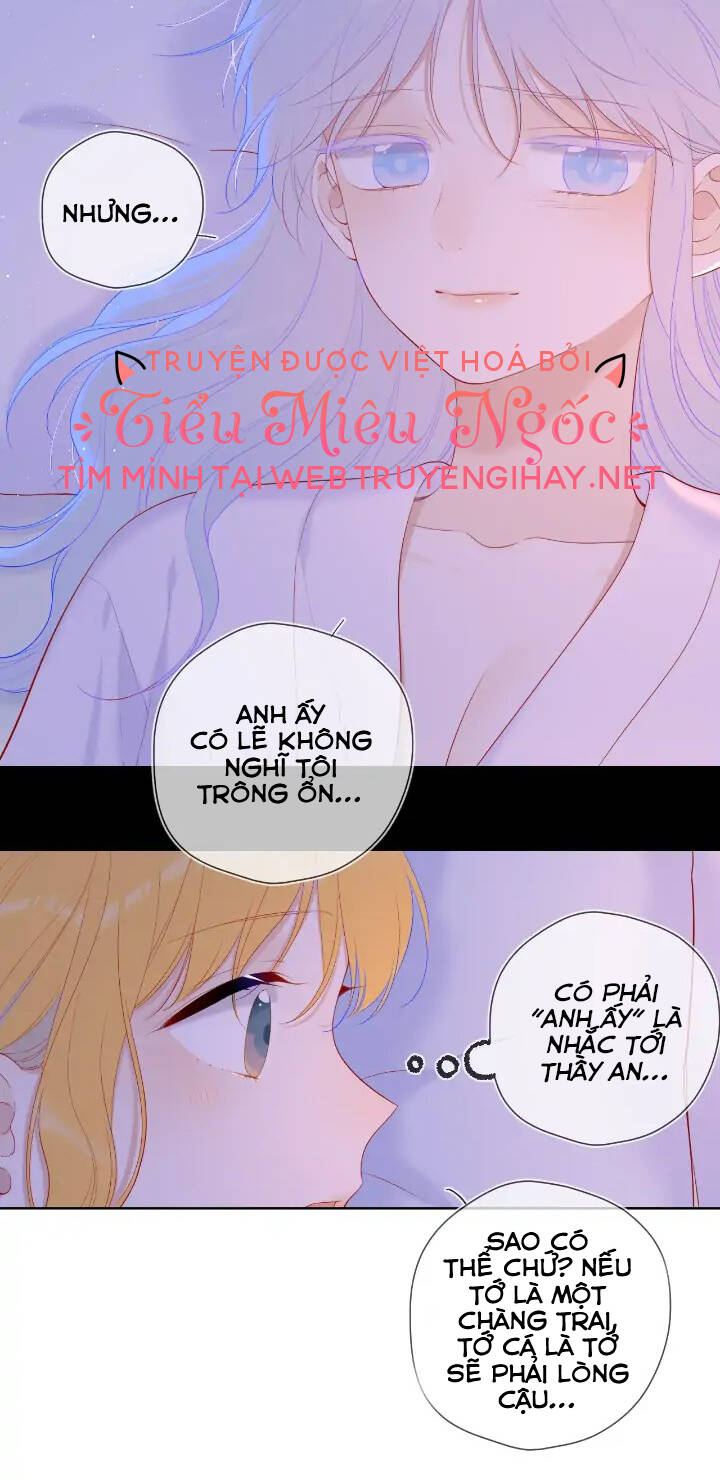 NHƯNG...
TRUYỆN ĐƯỢC VIỆT HOÁ BỞI
Tiểu Miêu Ngốc
TÌM MÌNH TẠI WEB TRUYENGIHAY.NET
ANH ẤY
CÓ LẼ KHÔNG
NGHĨ TÔI
TRÔNG ỔN...
CÓ PHẢI
"ANH ẤY" LÀ
NHẮC TỚI
THẦY AN...
SAO CÓ
THỂ CHỨ? NẾU
TỚ LÀ MỘT
CHÀNG TRAI,
TỚ CÁ LÀ TỚ
SẼ PHẢI LÒNG
CẬU...